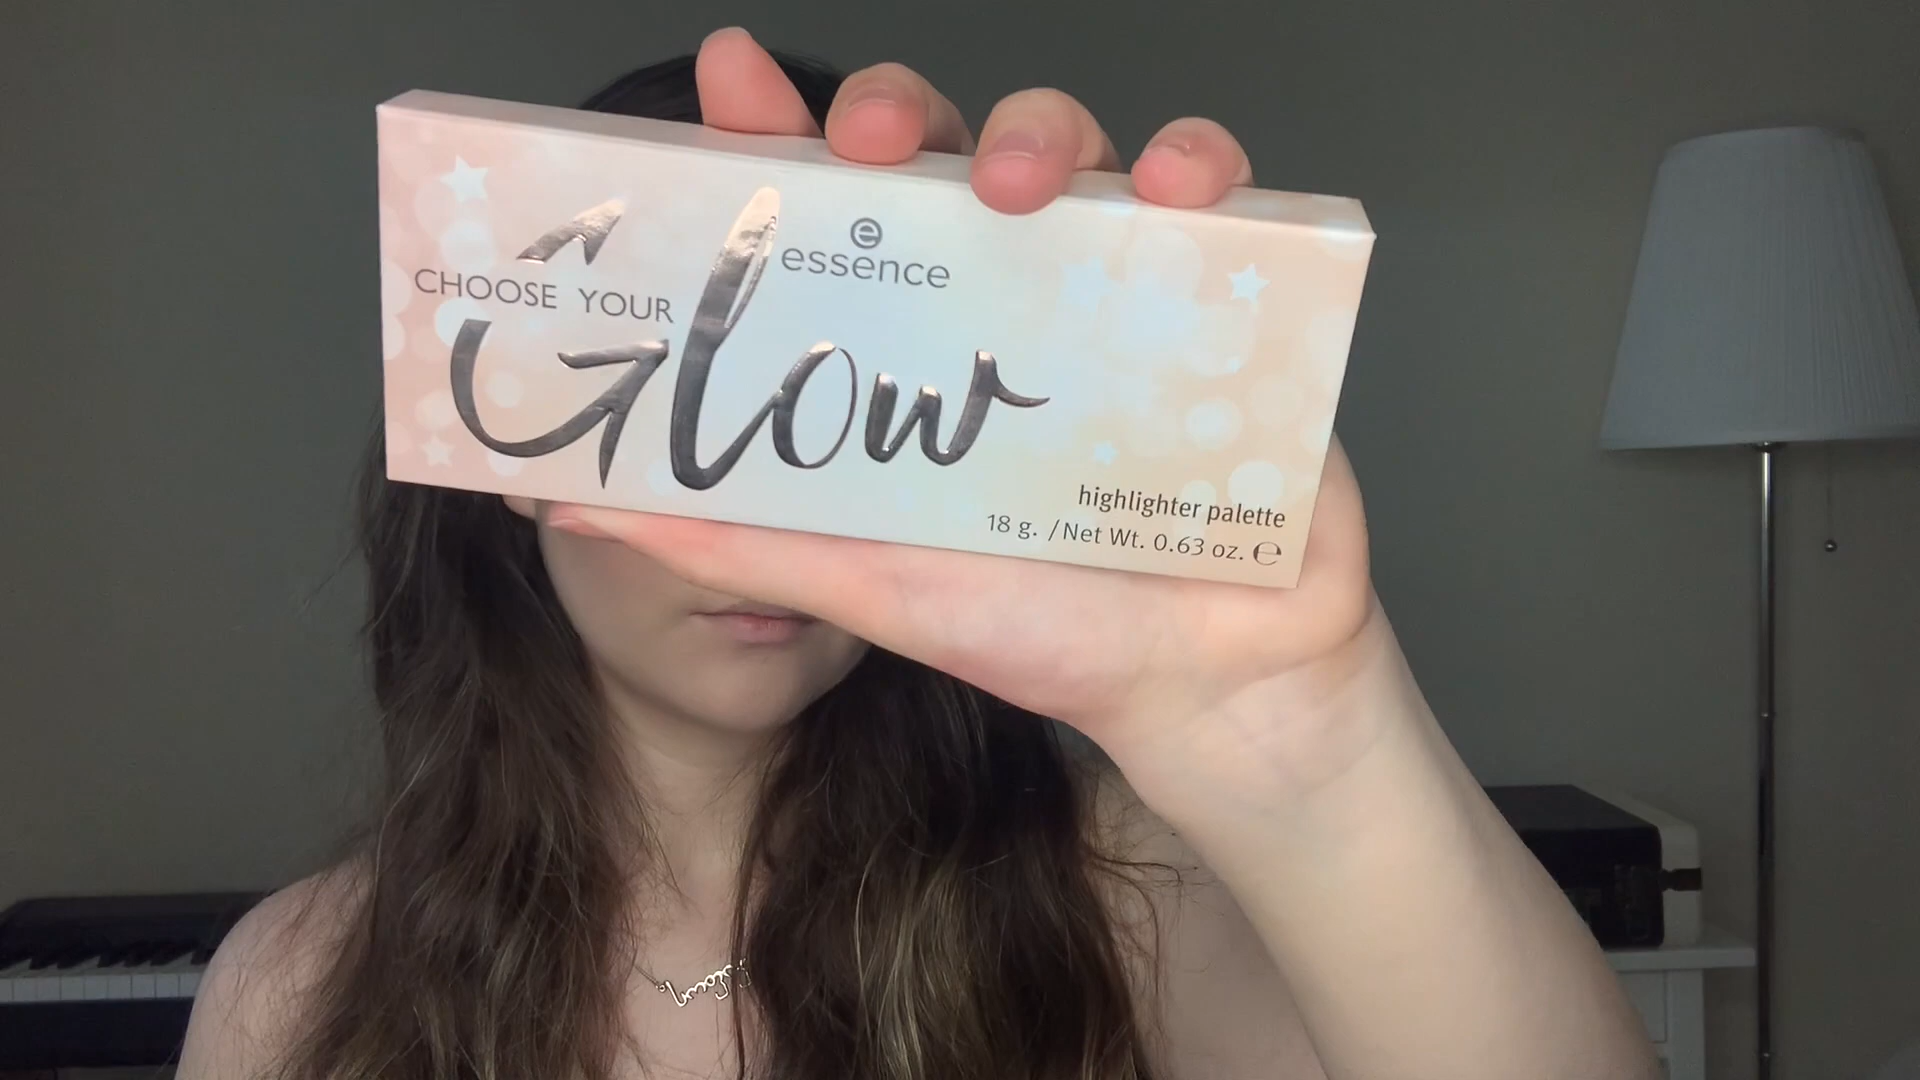 e
essence
CHOOSE YOUR
Glow
highlighter palette
18 g. /Net Wt. 0.63 oz. ℮